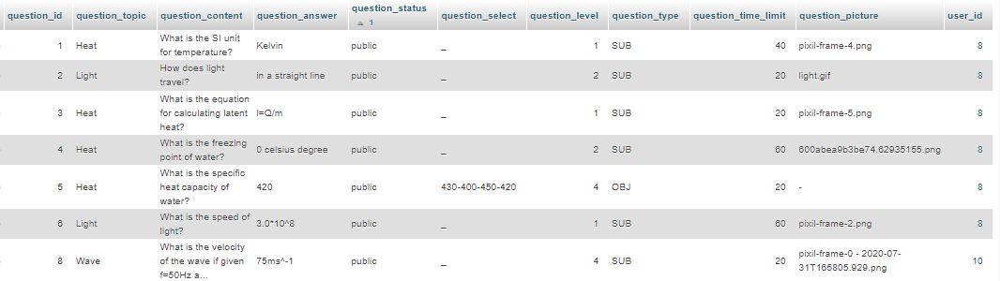 question_id question_topic question_content question_answer question_status 1 question_select question_level question_type question_time_limit question_picture user_id
1 Heat What is the SI unit for temperature? Kelvin public _ 1 SUB 40 pixil-frame-4.png 8
2 Light How does light travel? in a straight line public _ 2 SUB 20 light.gif 8
3 Heat What is the equation for calculating latent heat? l=Q/m public _ 1 SUB 20 pixil-frame-5.png 8
4 Heat What is the freezing point of water? 0 celsius degree public _ 2 SUB 60 600abea9b3be74.62935155.png 8
5 Heat What is the specific heat capacity of water? 420 public 430-400-450-420 4 OBJ 20 - 8
6 Light What is the speed of light? 3.0*10^8 public _ 1 SUB 60 pixil-frame-2.png 8
8 Wave What is the velocity of the wave if given f=50Hz a... 75ms^-1 public _ 4 SUB 20 pixil-frame-0 - 2020-07-31T165805.929.png 10